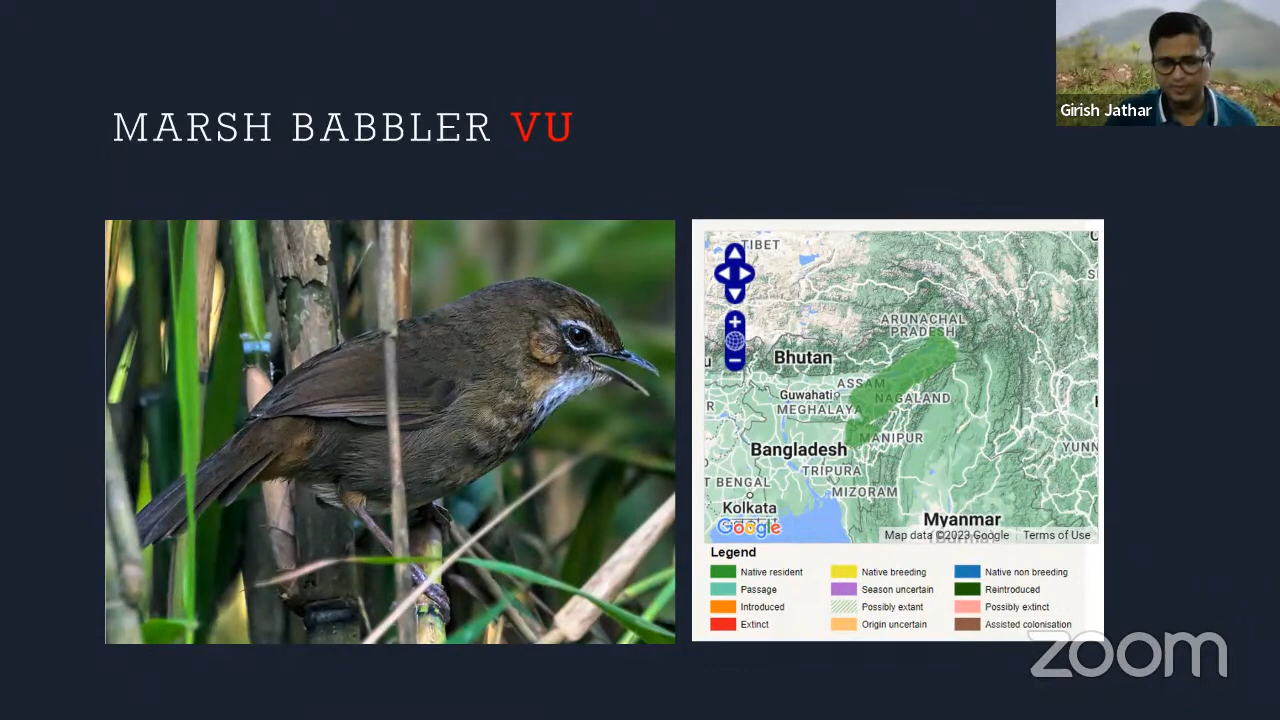 MARSH BABBLER VU
Girish Jathar
TIBET
ARUNACHAL
PRADESH
Bhutan
ASSAM
Guwahati
NAGALAND
MEGHALAYA
MANIPUR
Bangladesh
TRIPURA
YUNN
T BENGAL
MIZORAM
Kolkata
Myanmar
Google
Map data ©2023 Google Terms of Use
Legend
Native resident Native breeding Native non breeding
Passage Season uncertain Reintroduced
Introduced Possibly extant Possibly extinct
Extinct Origin uncertain Assisted colonisation
zoom